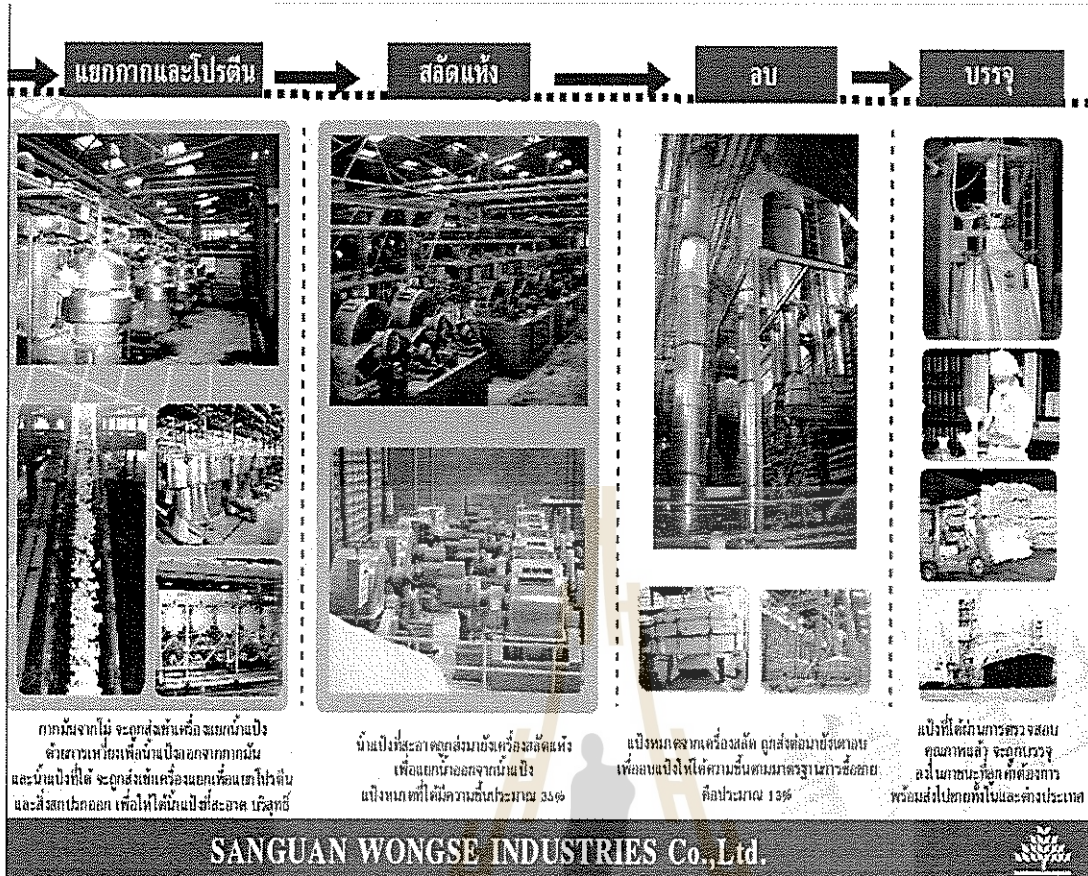 แยกกากและโปรตีน
สลัดแห้ง
อบ
บรรจุ
กากมันจากโม่ จะถูกส่งเข้าเครื่องแยกน้ำแป้ง
ด้วยการเหวี่ยงเพื่อน้ำแป้งออกจากกากมัน
และน้ำแป้งที่ได้ จะถูกส่งเข้าเครื่องแยกเพื่อแยกโปรตีน
และสิ่งสกปรกออก เพื่อให้ได้น้ำแป้งที่สะอาด บริสุทธิ์
น้ำแป้งที่สะอาดถูกส่งมายังเครื่องสลัดแห้ง
เพื่อแยกน้ำออกจากน้ำแป้ง
แป้งหมาดที่ได้มีความชื้นประมาณ 35%
แป้งหมาดจากเครื่องสลัด ถูกส่งต่อมายังเตาอบ
เพื่ออบแป้งให้ได้ความชื้นตามมาตรฐานการซื้อขาย
คือประมาณ 13%
แป้งที่ได้ผ่านการตรวจสอบ
คุณภาพแล้ว จะถูกบรรจุ
ลงในภาชนะที่ลูกค้าต้องการ
พร้อมส่งไปขายทั้งในและต่างประเทศ
SANGUAN WONGSE INDUSTRIES Co.,Ltd.